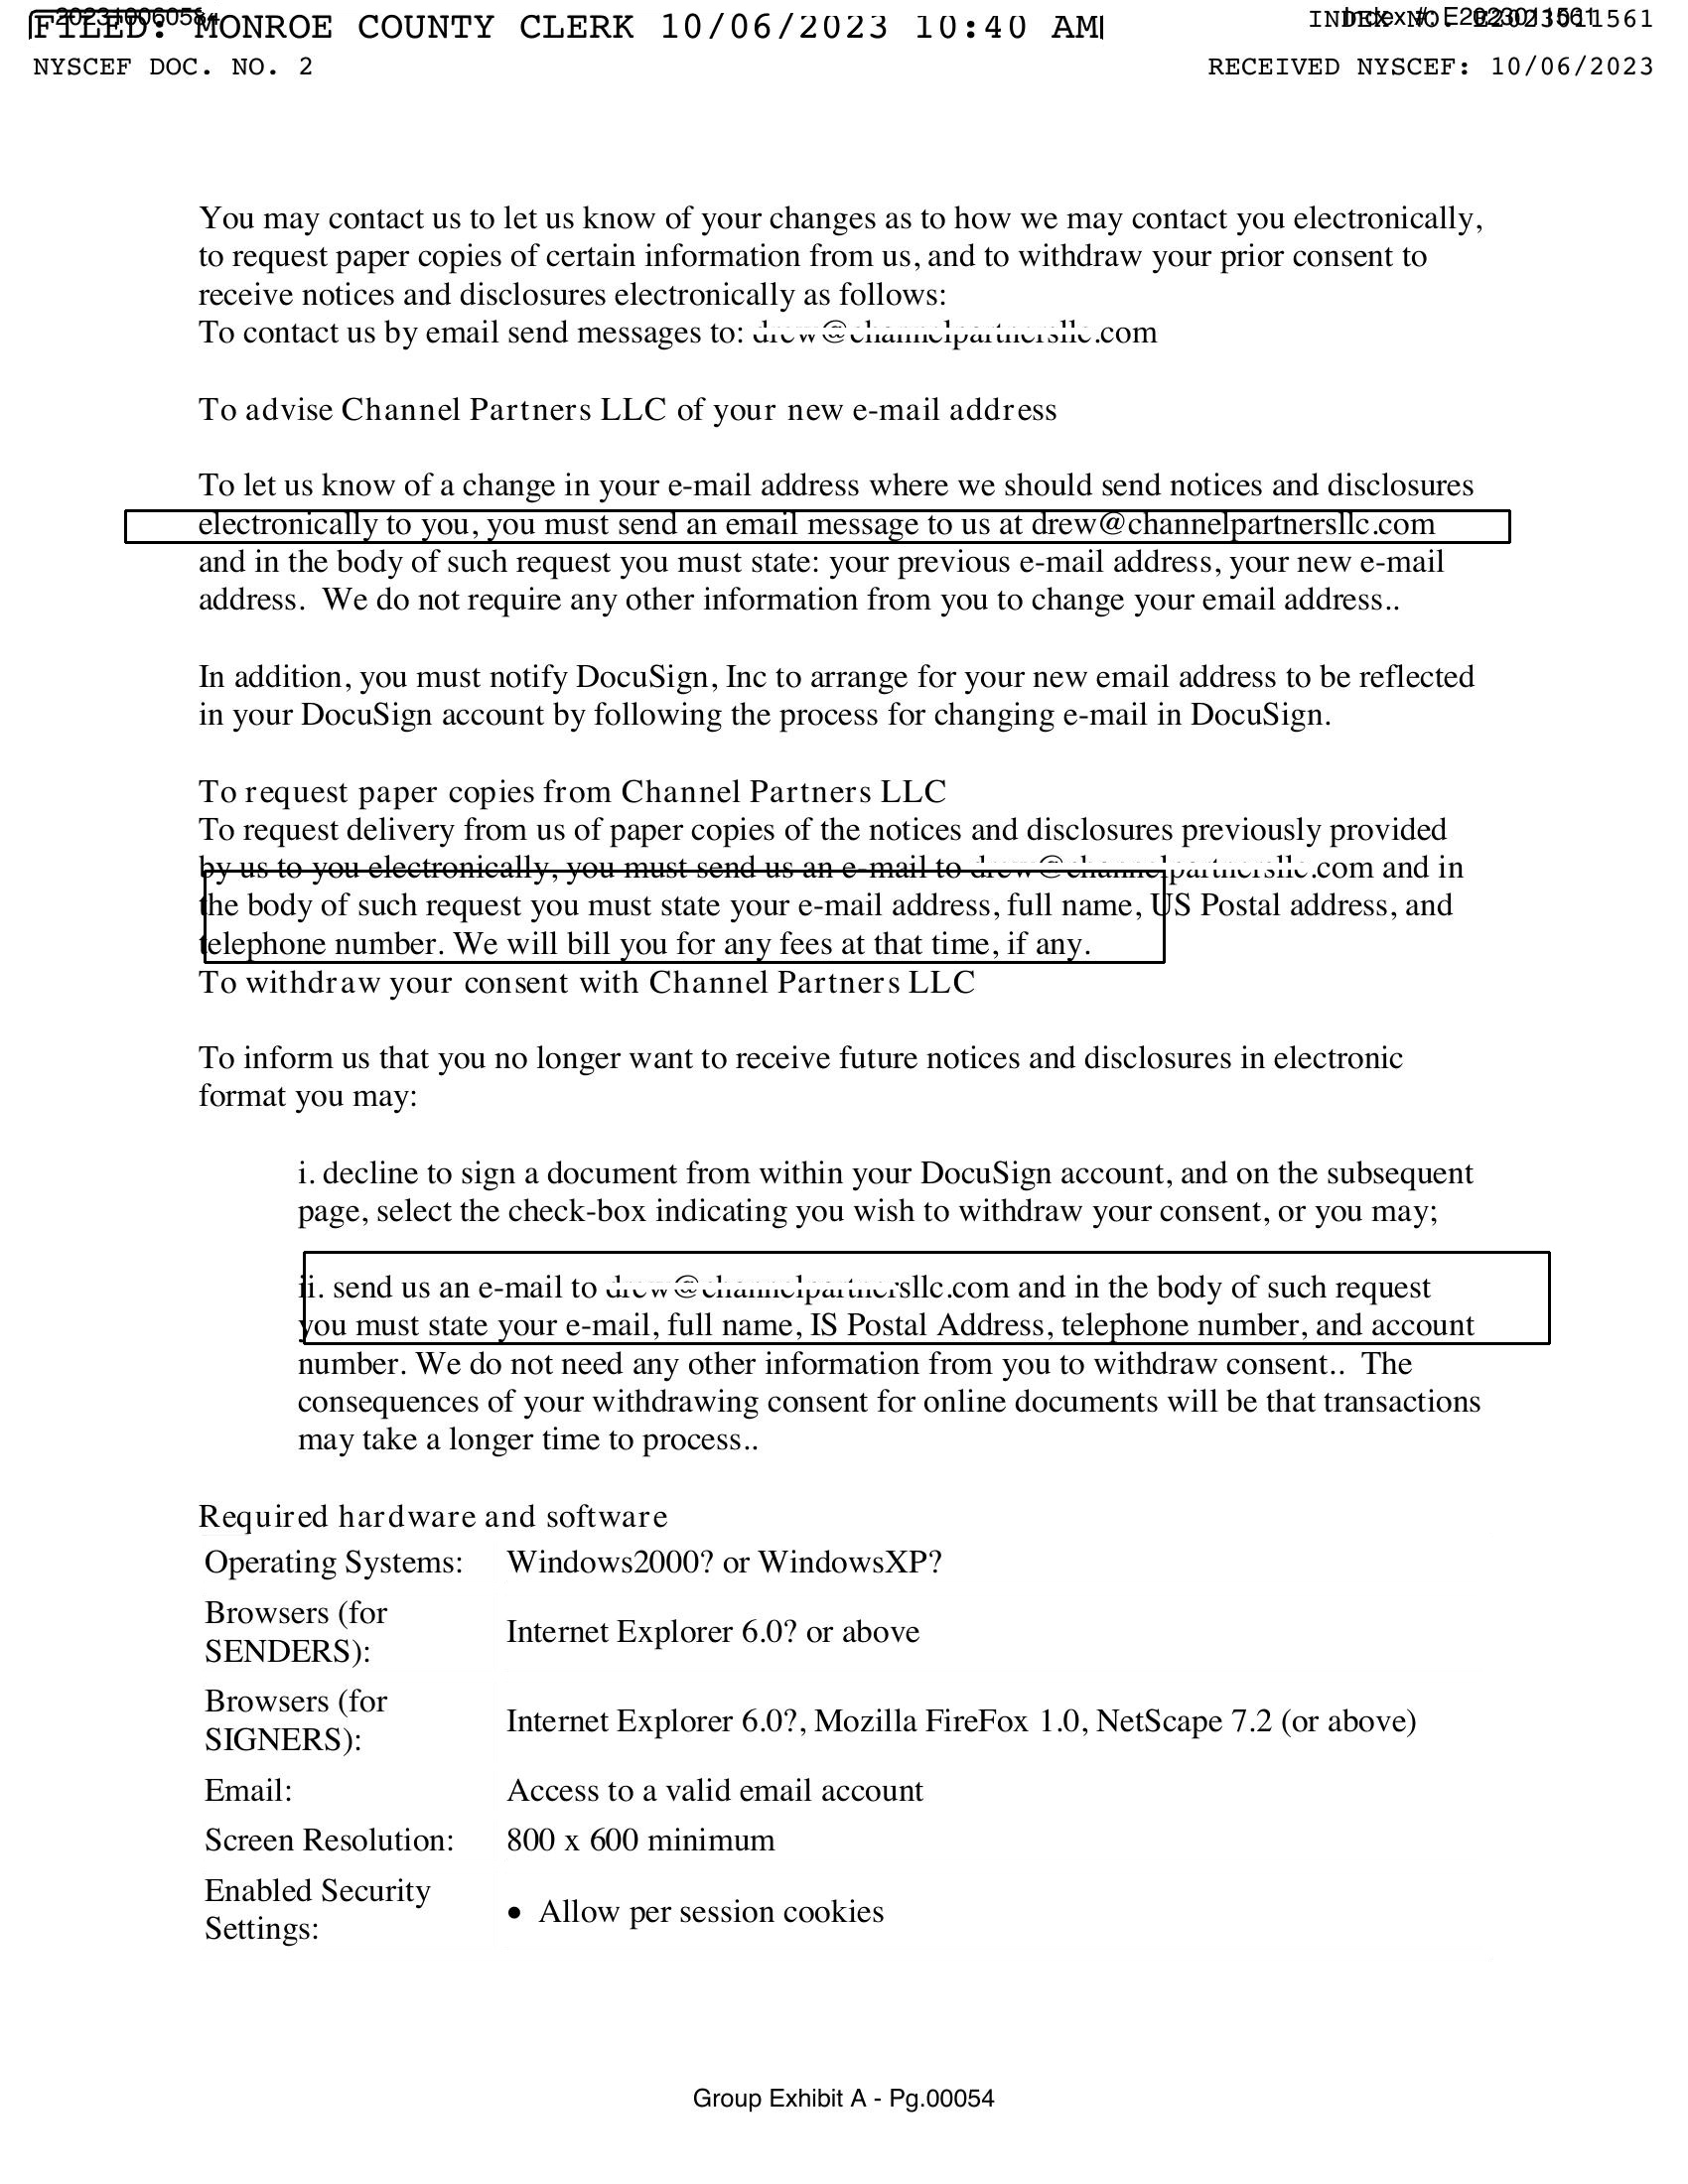 202310060584
FILED: MONROE COUNTY CLERK 10/06/2023 10:40 AM
INDEX NO. E2023011561
Index #: E2023011561
NYSCEF DOC. NO. 2
RECEIVED NYSCEF: 10/06/2023
You may contact us to let us know of your changes as to how we may contact you electronically,
to request paper copies of certain information from us, and to withdraw your prior consent to
receive notices and disclosures electronically as follows:
To contact us by email send messages to: drew@channelpartnersllc.com
To advise Channel Partners LLC of your new e-mail address
To let us know of a change in your e-mail address where we should send notices and disclosures
electronically to you, you must send an email message to us at drew@channelpartnersllc.com
and in the body of such request you must state: your previous e-mail address, your new e-mail
address.  We do not require any other information from you to change your email address..
In addition, you must notify DocuSign, Inc to arrange for your new email address to be reflected
in your DocuSign account by following the process for changing e-mail in DocuSign.
To request paper copies from Channel Partners LLC
To request delivery from us of paper copies of the notices and disclosures previously provided
by us to you electronically, you must send us an e-mail to drew@channelpartnersllc.com and in
the body of such request you must state your e-mail address, full name, US Postal address, and
telephone number. We will bill you for any fees at that time, if any.
To withdraw your consent with Channel Partners LLC
To inform us that you no longer want to receive future notices and disclosures in electronic
format you may:
i. decline to sign a document from within your DocuSign account, and on the subsequent
page, select the check-box indicating you wish to withdraw your consent, or you may;
ii. send us an e-mail to drew@channelpartnersllc.com and in the body of such request
you must state your e-mail, full name, IS Postal Address, telephone number, and account
number. We do not need any other information from you to withdraw consent..  The
consequences of your withdrawing consent for online documents will be that transactions
may take a longer time to process..
Required hardware and software
Operating Systems: Windows2000? or WindowsXP?
Browsers (for
SENDERS): Internet Explorer 6.0? or above
Browsers (for
SIGNERS): Internet Explorer 6.0?, Mozilla FireFox 1.0, NetScape 7.2 (or above)
Email: Access to a valid email account
Screen Resolution: 800 x 600 minimum
Enabled Security
Settings: • Allow per session cookies
Group Exhibit A - Pg.00054